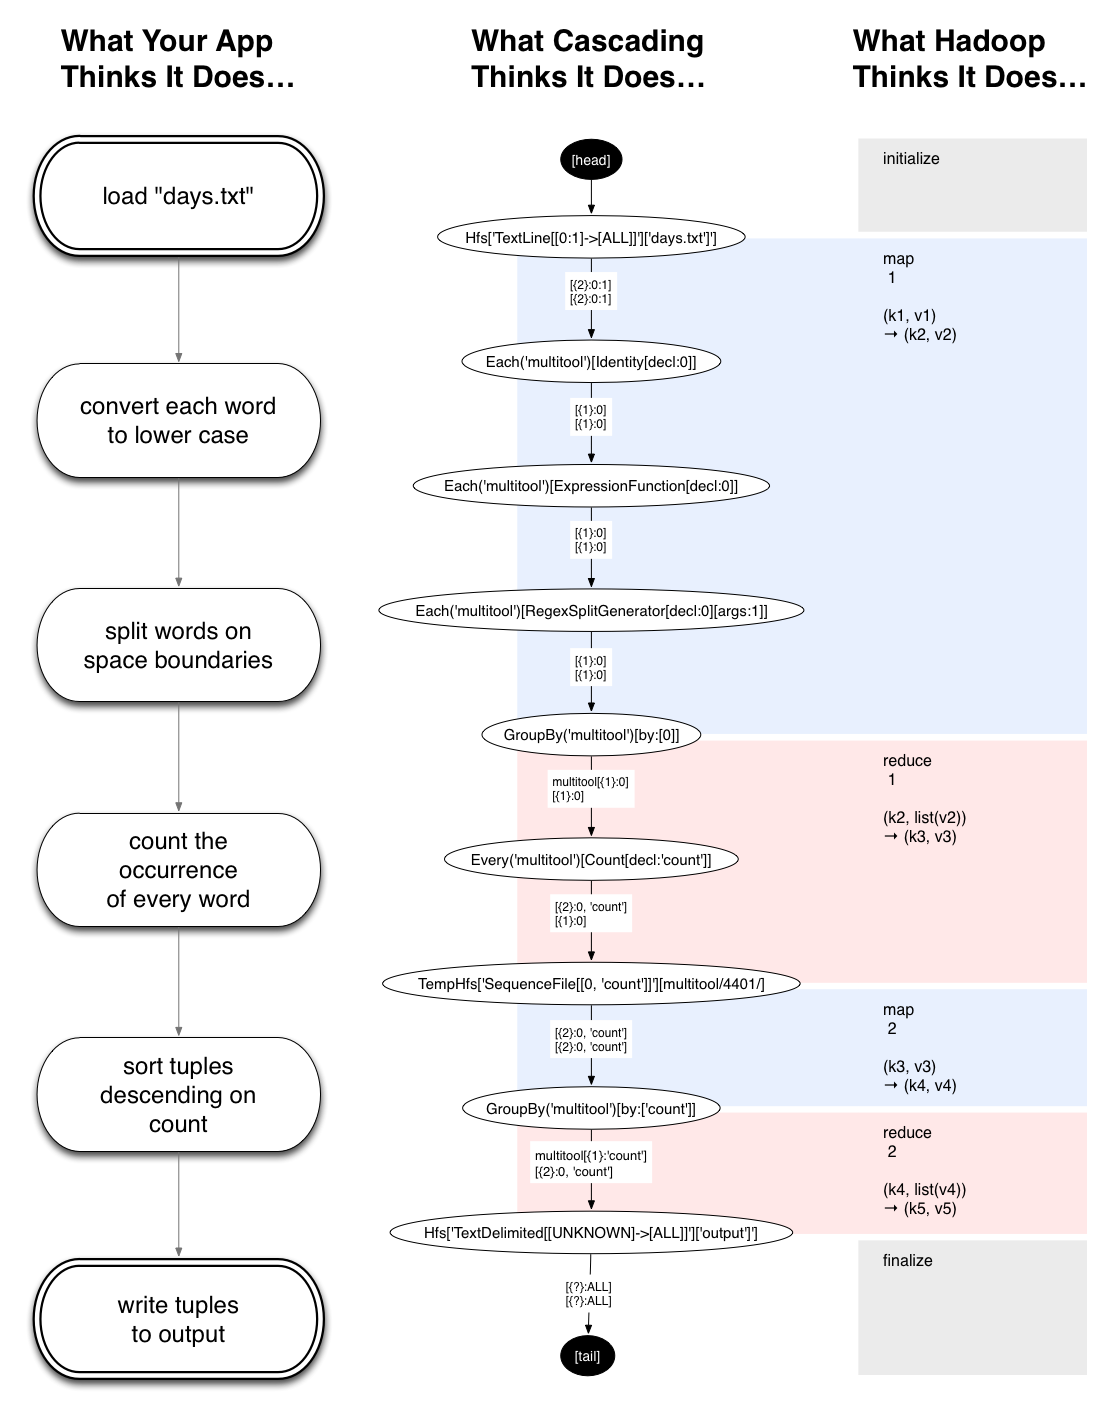 What Your App
Thinks It Does…
load "days.txt"
convert each word
to lower case
split words on
space boundaries
count the
occurrence
of every word
sort tuples
descending on
count
write tuples
to output
What Cascading
Thinks It Does…
[head]
Hfs['TextLine[[0:1]->[ALL]]']['days.txt']']
[{2}:0:1]
[{2}:0:1]
Each('multitool')[Identity[decl:0]]
[{1}:0]
[{1}:0]
Each('multitool')[ExpressionFunction[decl:0]]
[{1}:0]
[{1}:0]
Each('multitool')[RegexSplitGenerator[decl:0][args:1]]
[{1}:0]
[{1}:0]
GroupBy('multitool')[by:[0]]
multitool[{1}:0]
[{1}:0]
Every('multitool')[Count[decl:'count']]
[{2}:0, 'count']
[{1}:0]
TempHfs['SequenceFile[[0, 'count']]'][multitool/4401/]
[{2}:0, 'count']
[{2}:0, 'count']
GroupBy('multitool')[by:['count']]
multitool[{1}:'count']
[{2}:0, 'count']
Hfs['TextDelimited[[UNKNOWN]->[ALL]]']['output']']
[{?}:ALL]
[{?}:ALL]
[tail]
What Hadoop
Thinks It Does…
initialize
map
1
(k1, v1)
→ (k2, v2)
reduce
1
(k2, list(v2))
→ (k3, v3)
map
2
(k3, v3)
→ (k4, v4)
reduce
2
(k4, list(v4))
→ (k5, v5)
finalize